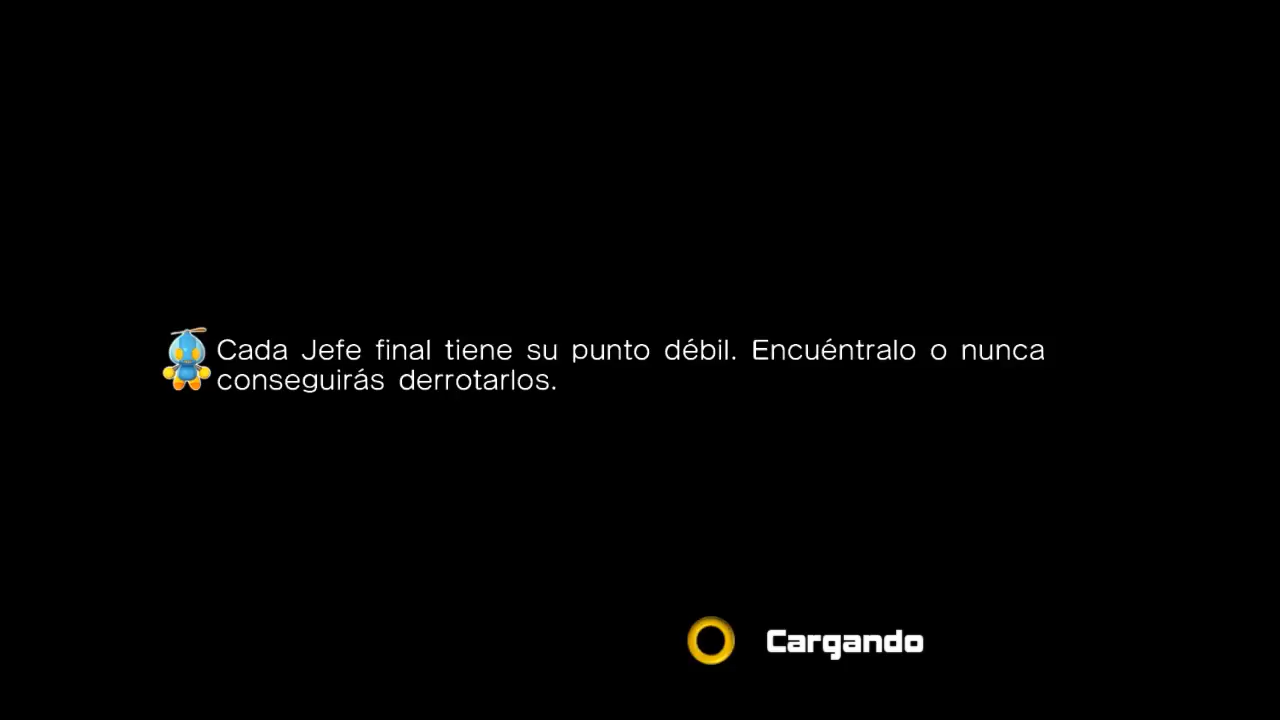 Cada Jefe final tiene su punto débil. Encuéntralo o nunca
conseguirás derrotarlos.
Cargando